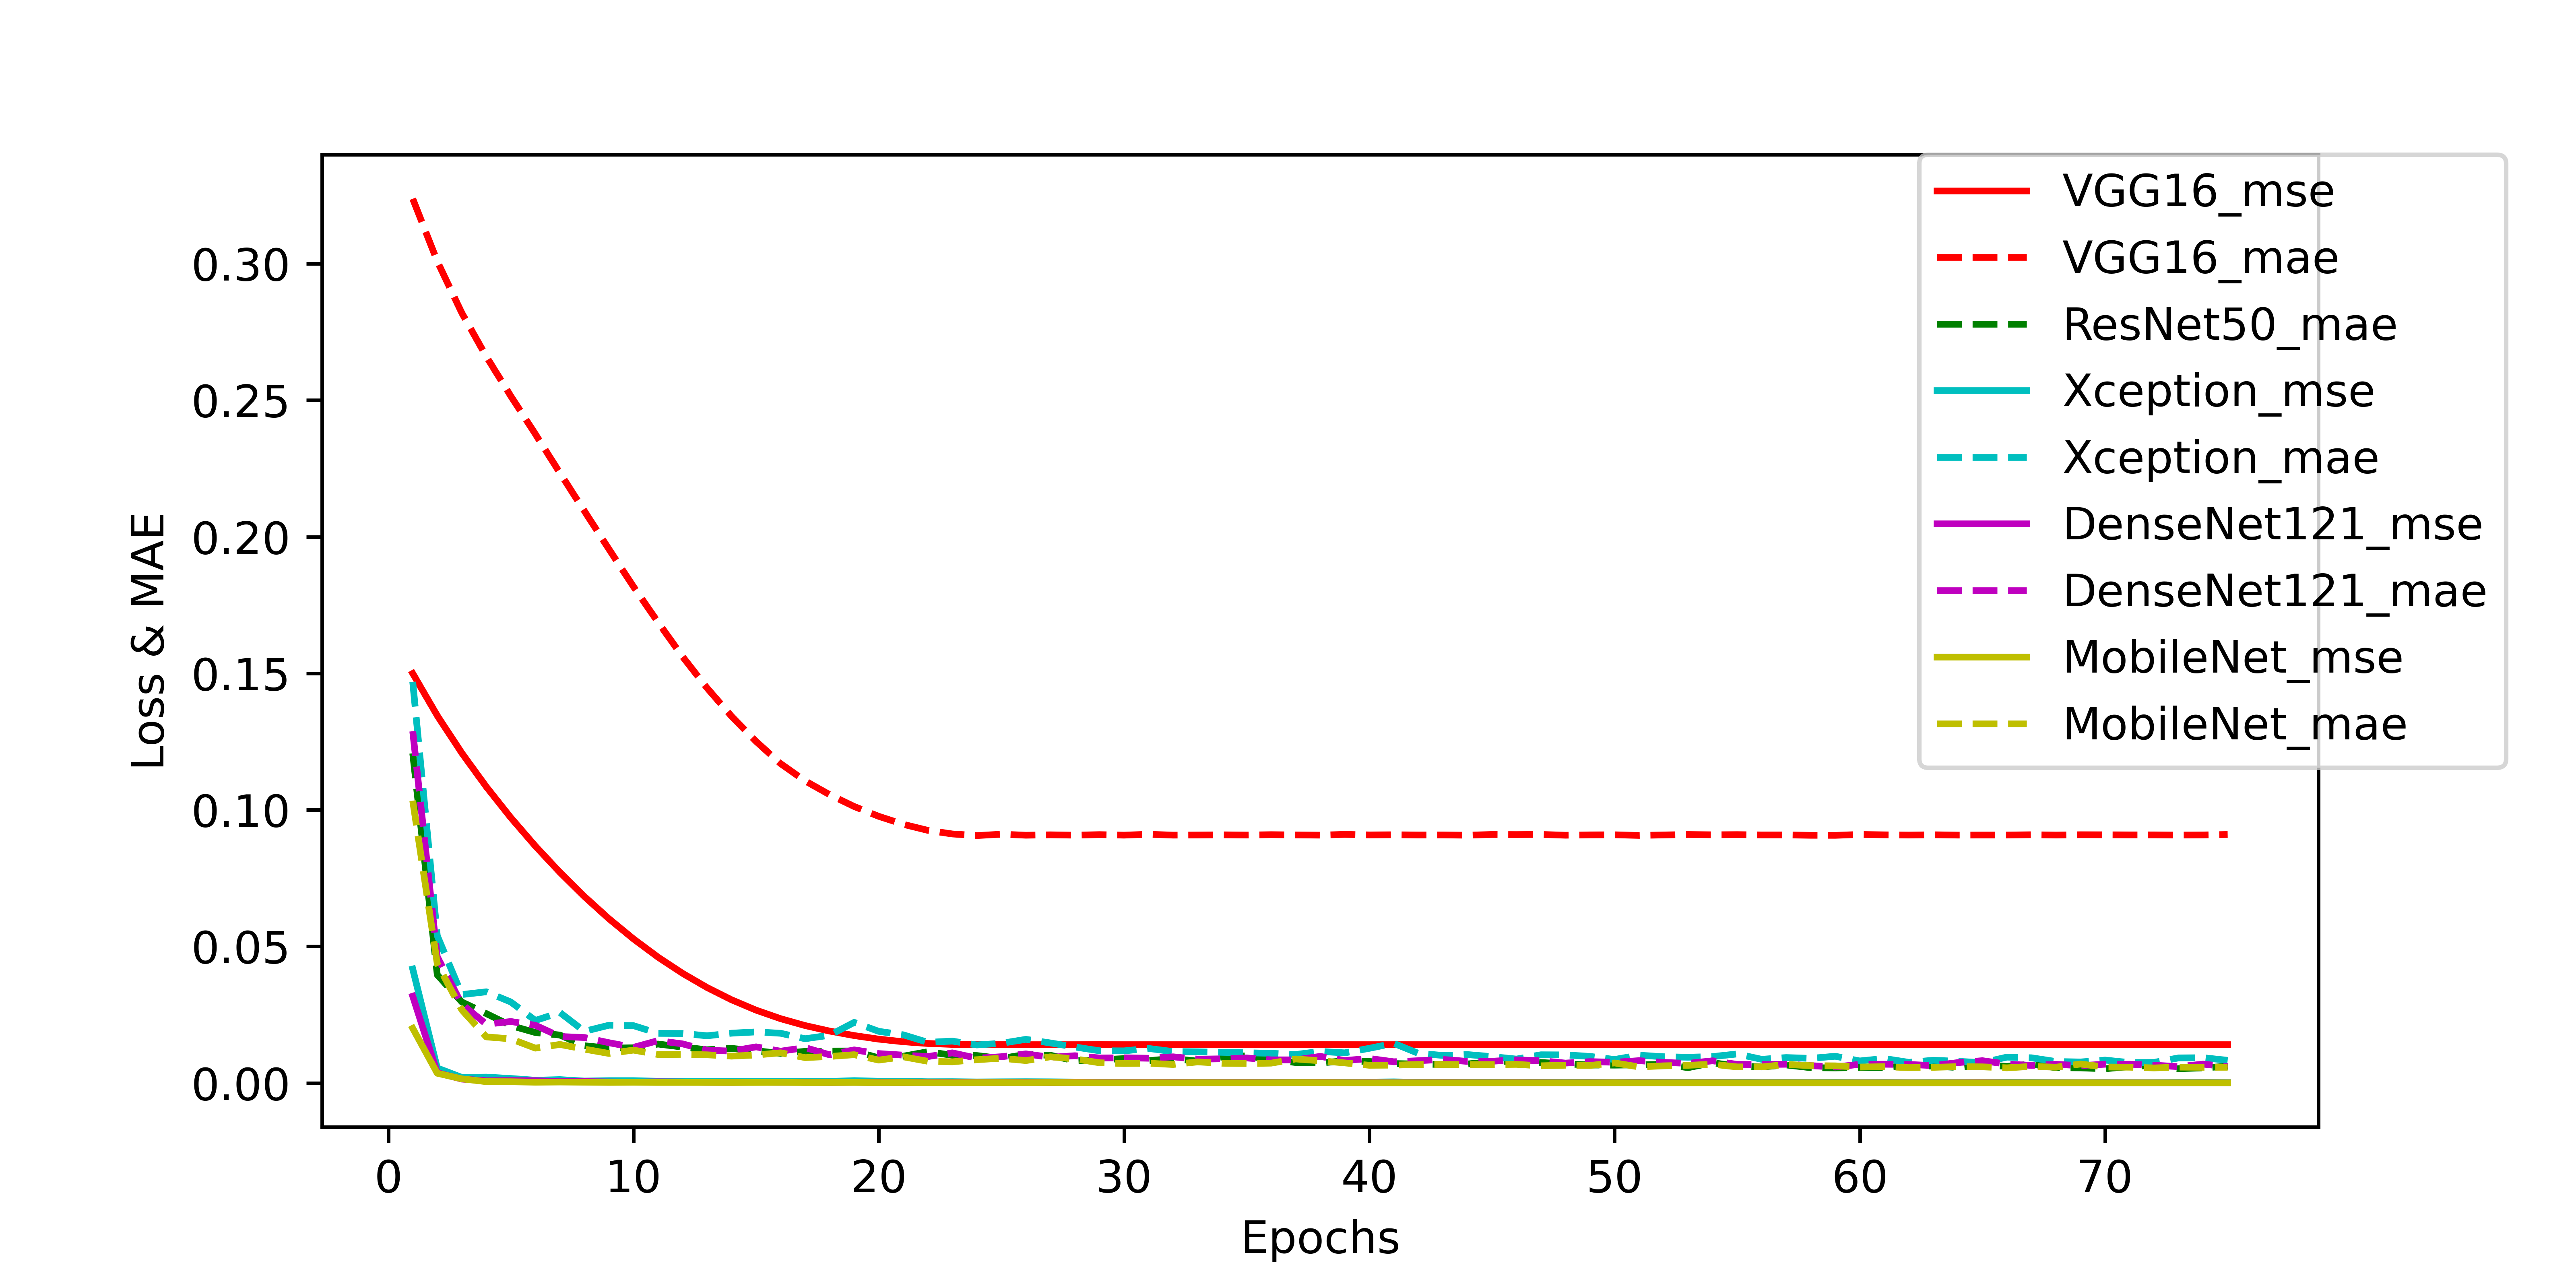 VGG16_mse
VGG16_mae
ResNet50_mae
Xception_mse
Xception_mae
DenseNet121_mse
DenseNet121_mae
MobileNet_mse
MobileNet_mae
Loss & MAE
0.30
0.25
0.20
0.15
0.10
0.05
0.00
0 10 20 30 40 50 60 70
Epochs